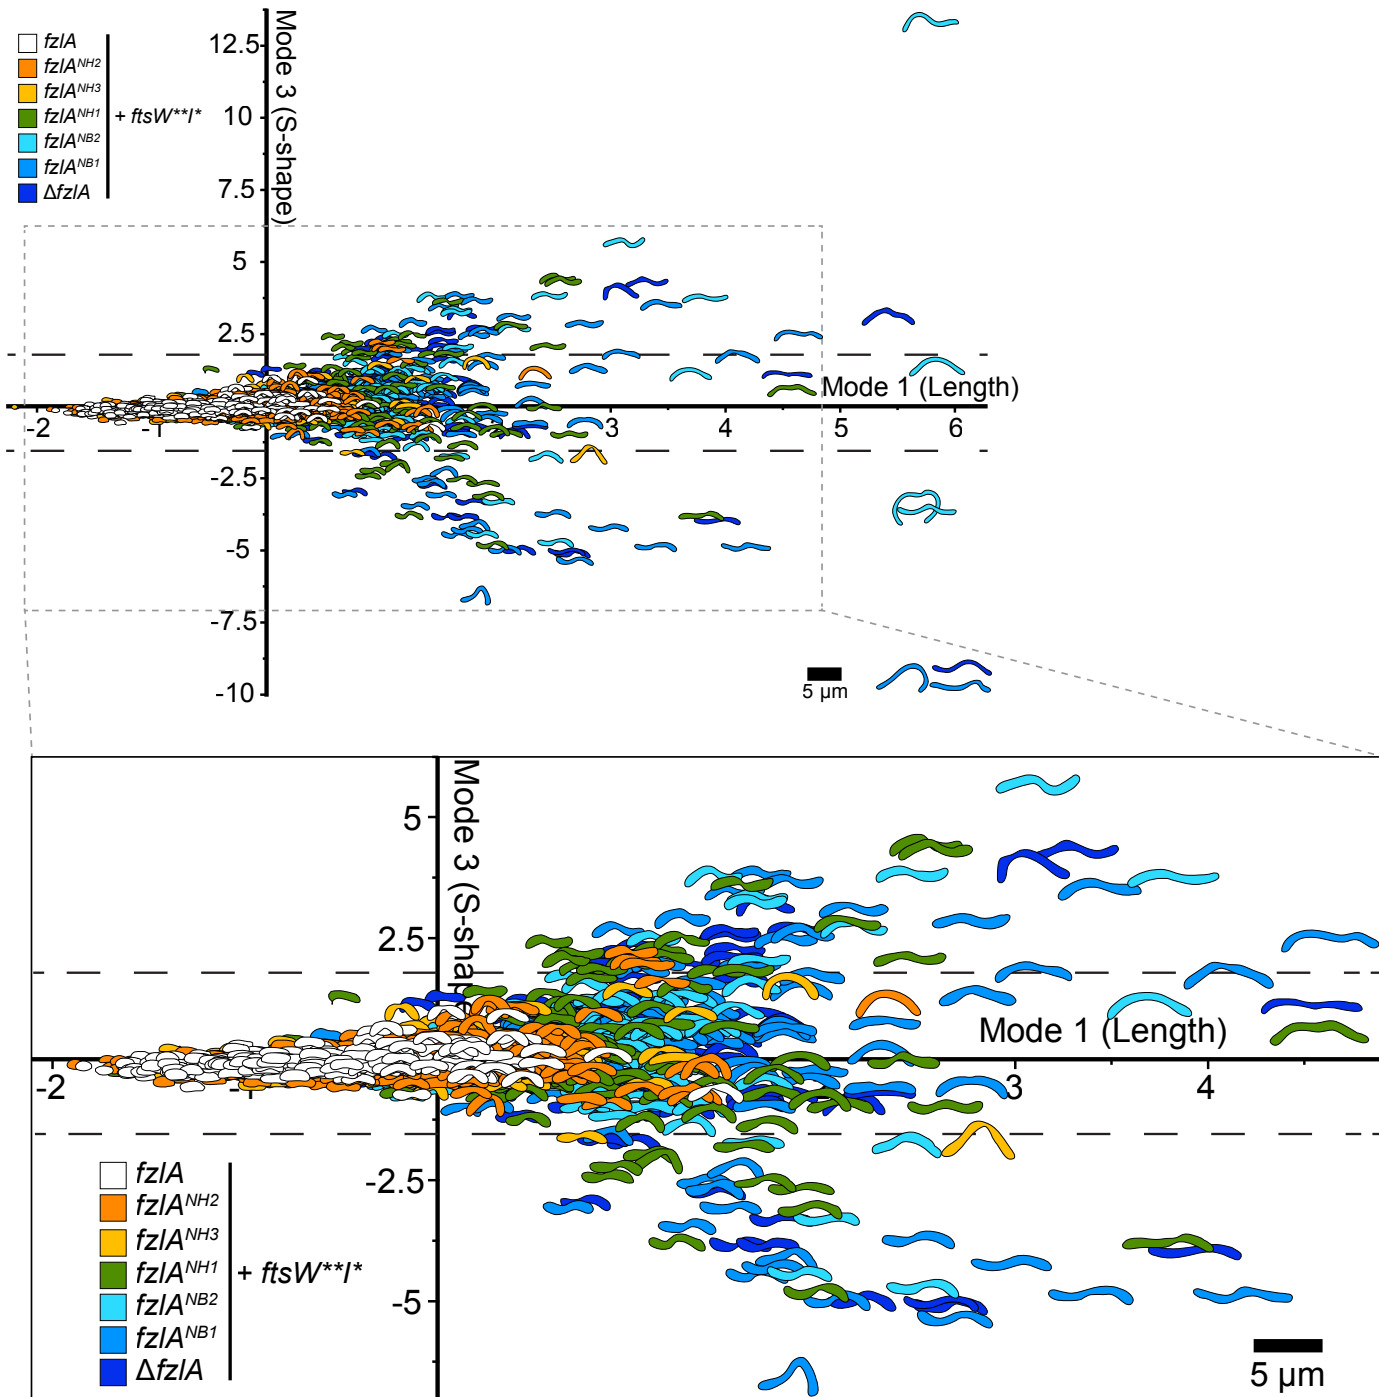 fzlA
fzlA^NH2
fzlA^NH3
fzlA^NH1
fzlA^NB2
fzlA^NB1
ΔfzlA
+ ftsW**I*
Mode 3 (S-shape)
12.5
10
7.5
5
2.5
-2.5
-5
-7.5
-10
Mode 1 (Length)
-2
-1
3
4
5
6
5 µm
Mode 3 (S-shape
5
2.5
-2.5
-5
Mode 1 (Length)
-2
3
4
fzlA
fzlA^NH2
fzlA^NH3
fzlA^NH1
fzlA^NB2
fzlA^NB1
ΔfzlA
+ ftsW**I*
5 µm